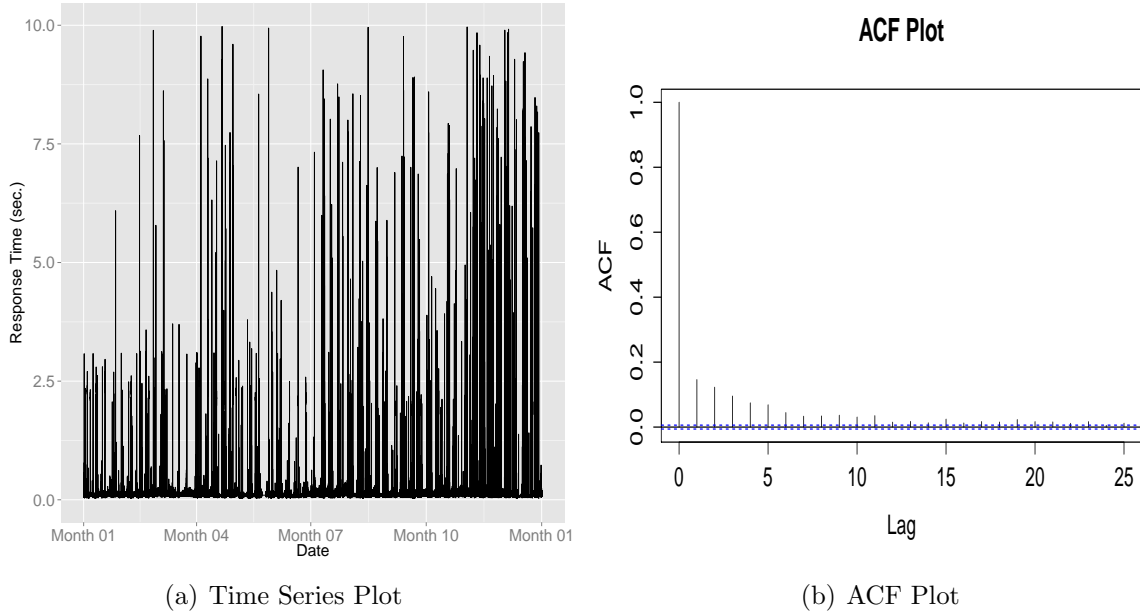 10.0
7.5
5.0
2.5
0.0
Response Time (sec.)
Month 01
Month 04
Month 07
Month 10
Month 01
Date
(a) Time Series Plot
ACF Plot
1.0
0.8
0.6
0.4
0.2
0.0
ACF
0
5
10
15
20
25
Lag
(b) ACF Plot